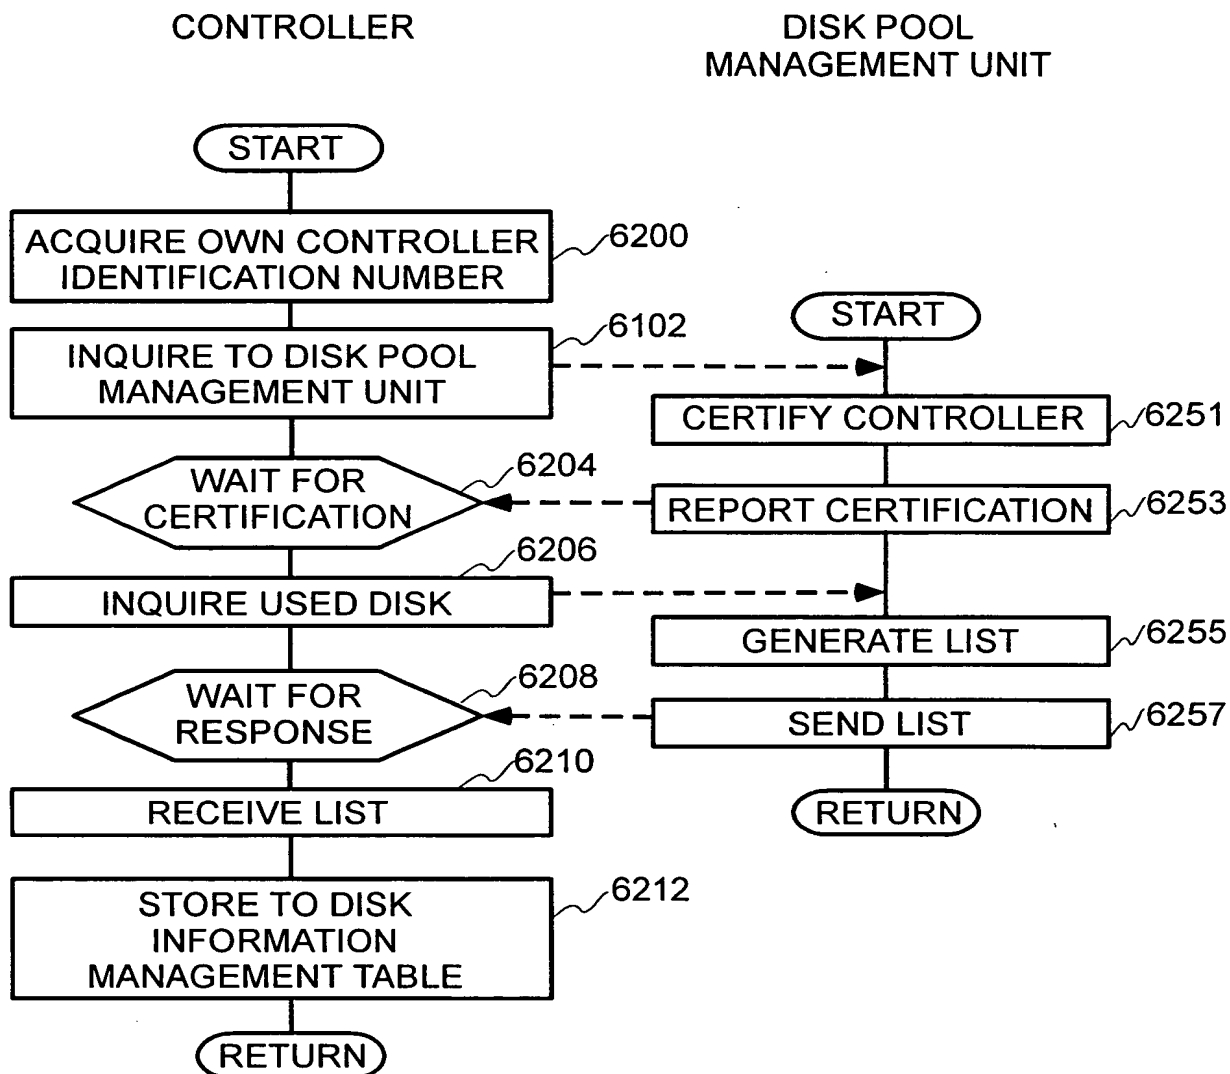 CONTROLLER
DISK POOL
MANAGEMENT UNIT
START
ACQUIRE OWN CONTROLLER
IDENTIFICATION NUMBER
6200
INQUIRE TO DISK POOL
MANAGEMENT UNIT
6102
WAIT FOR
CERTIFICATION
6204
INQUIRE USED DISK
6206
WAIT FOR
RESPONSE
6208
RECEIVE LIST
6210
STORE TO DISK
INFORMATION
MANAGEMENT TABLE
6212
RETURN
START
CERTIFY CONTROLLER
6251
REPORT CERTIFICATION
6253
GENERATE LIST
6255
SEND LIST
6257
RETURN